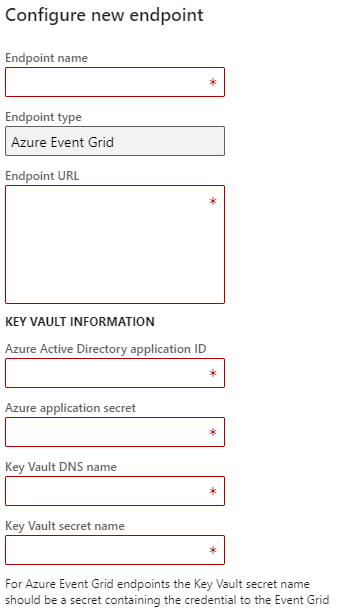 Configure new endpoint
Endpoint name
*
Endpoint type
Azure Event Grid
Endpoint URL
*
KEY VAULT INFORMATION
Azure Active Directory application ID
*
Azure application secret
*
Key Vault DNS name
*
Key Vault secret name
*
For Azure Event Grid endpoints the Key Vault secret name
should be a secret containing the credential to the Event Grid